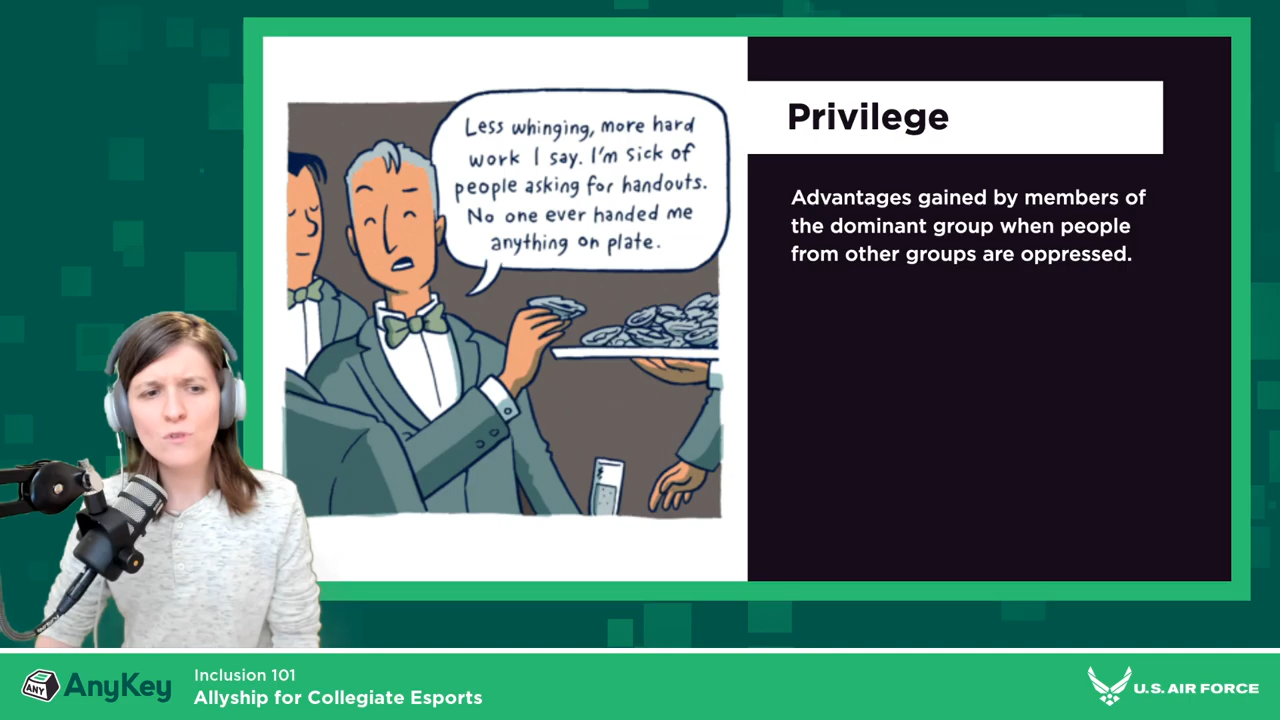 Less whinging, more hard
work I say. I'm sick of
people asking for handouts.
No one ever handed me
anything on plate.
Privilege
Advantages gained by members of
the dominant group when people
from other groups are oppressed.
ANY
AnyKey
Inclusion 101
Allyship for Collegiate Esports
U.S. AIR FORCE